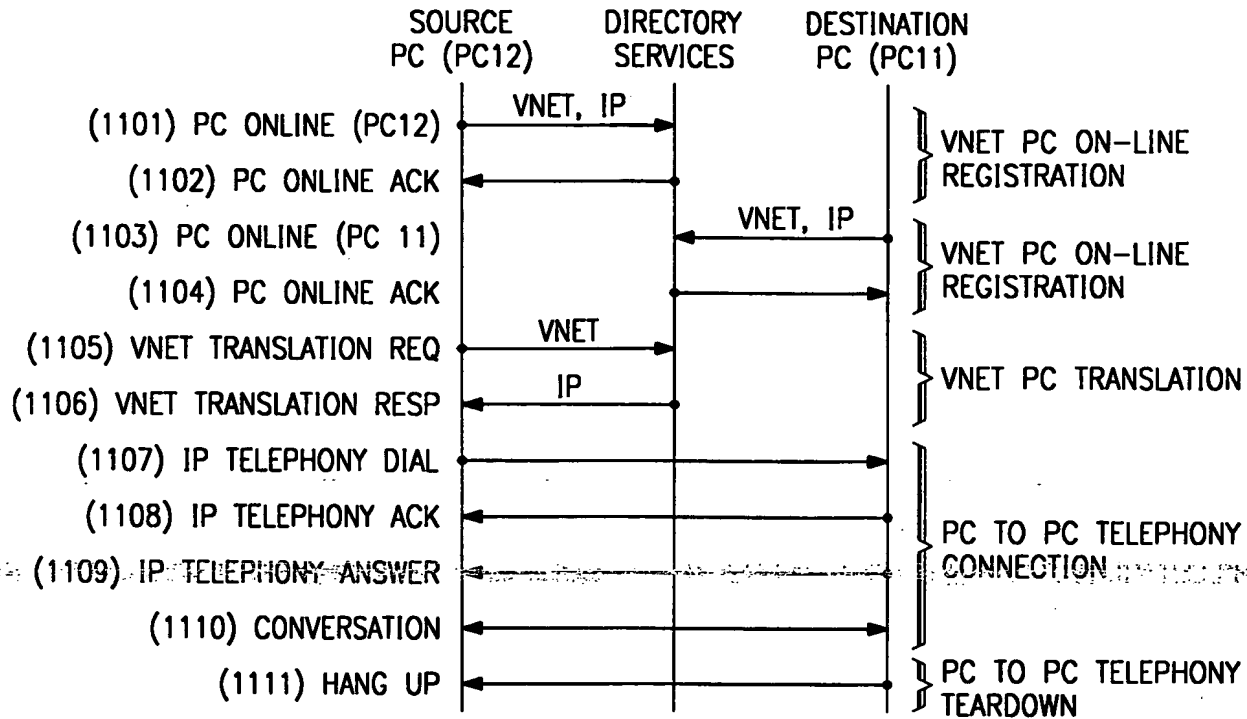 SOURCE PC (PC12)
DIRECTORY SERVICES
DESTINATION PC (PC11)
(1101) PC ONLINE (PC12)
VNET, IP
(1102) PC ONLINE ACK
VNET PC ON-LINE
REGISTRATION
(1103) PC ONLINE (PC 11)
VNET, IP
(1104) PC ONLINE ACK
VNET PC ON-LINE
REGISTRATION
(1105) VNET TRANSLATION REQ
VNET
(1106) VNET TRANSLATION RESP
IP
VNET PC TRANSLATION
(1107) IP TELEPHONY DIAL
(1108) IP TELEPHONY ACK
(1109) IP TELEPHONY ANSWER
(1110) CONVERSATION
PC TO PC TELEPHONY
CONNECTION
(1111) HANG UP
PC TO PC TELEPHONY
TEARDOWN